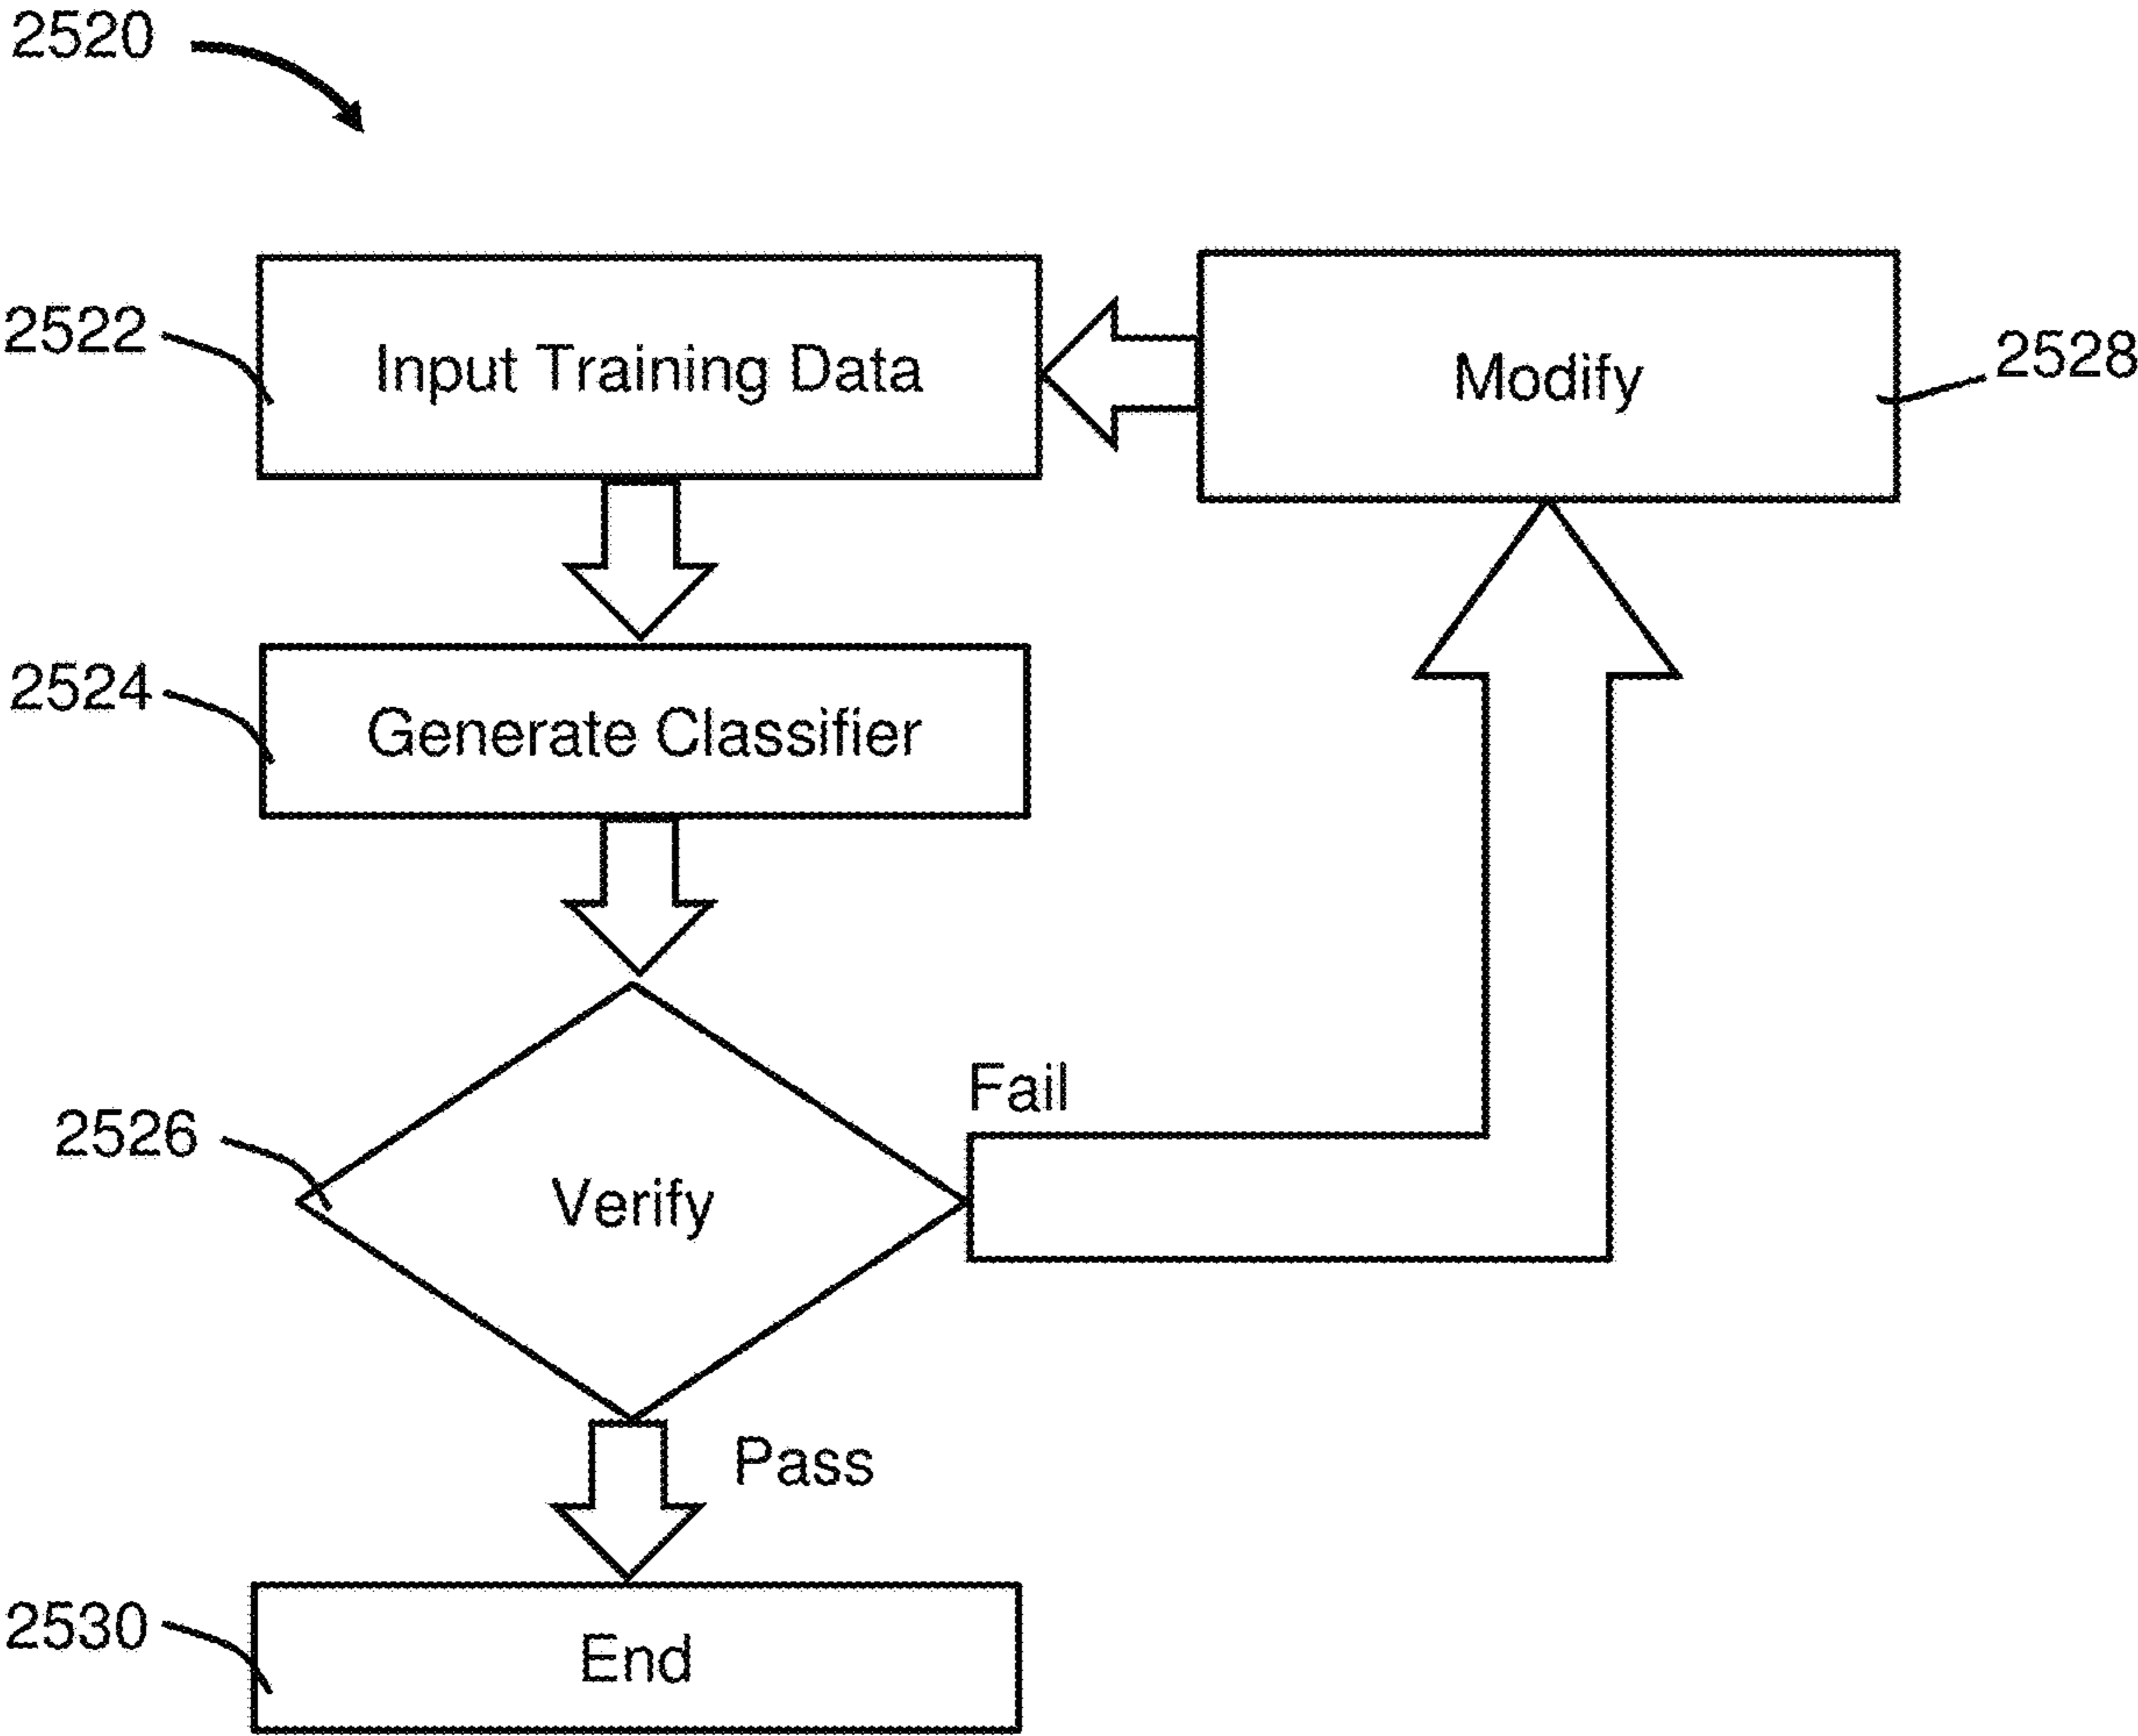 2520
2522
Input Training Data
Modify
2528
2524
Generate Classifier
Fail
2526
Verify
Pass
2530
End